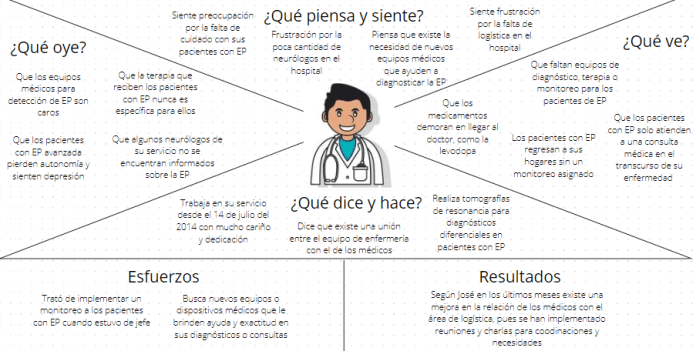 ¿Qué piensa y siente?
Siente preocupación
por la falta de
cuidado con sus
pacientes con EP
Frustración por la
poca cantidad de
neurólogos en el
hospital
Piensa que existe la
necesidad de nuevos
equipos médicos
que ayuden a
diagnosticar la EP
Siente frustración
por la falta de
logística en el
hospital
¿Qué oye?
Que los equipos
médicos para
detección de EP son
caros
Que la terapia que
reciben los pacientes
con EP nunca es
específica para ellos
Que los pacientes
con EP avanzada
pierden autonomía y
sienten depresión
Que algunos neurólogos de
su servicio no se
encuentran informados
sobre la EP
¿Qué ve?
Que faltan equipos de
diagnóstico, terapia o
monitoreo para los
pacientes de EP
Que los
medicamentos
demoran en llegar al
doctor, como la
levodopa
Los pacientes con EP
regresan a sus
hogares sin un
monitoreo asignado
Que los pacientes
con EP solo atienden
a una consulta
médica en el
transcurso de su
enfermedad
¿Qué dice y hace?
Trabaja en su servicio
desde el 14 de julio del
2014 con mucho cariño
y dedicación
Dice que existe una unión
entre el equipo de enfermería
con el de los médicos
Realiza tomografías
de resonancia para
diagnósticos
diferenciales en
pacientes con EP
Esfuerzos
Trató de implementar un
monitoreo a los pacientes
con EP cuando estuvo de jefe
Busca nuevos equipos o
dispositivos médicos que le
brinden ayuda y exactitud en
sus diagnósticos o consultas
Resultados
Según José en los últimos meses existe una
mejora en la relación de los médicos con el
área de logística, pues se han implementado
reuniones y charlas para coodinaciones y
necesidades